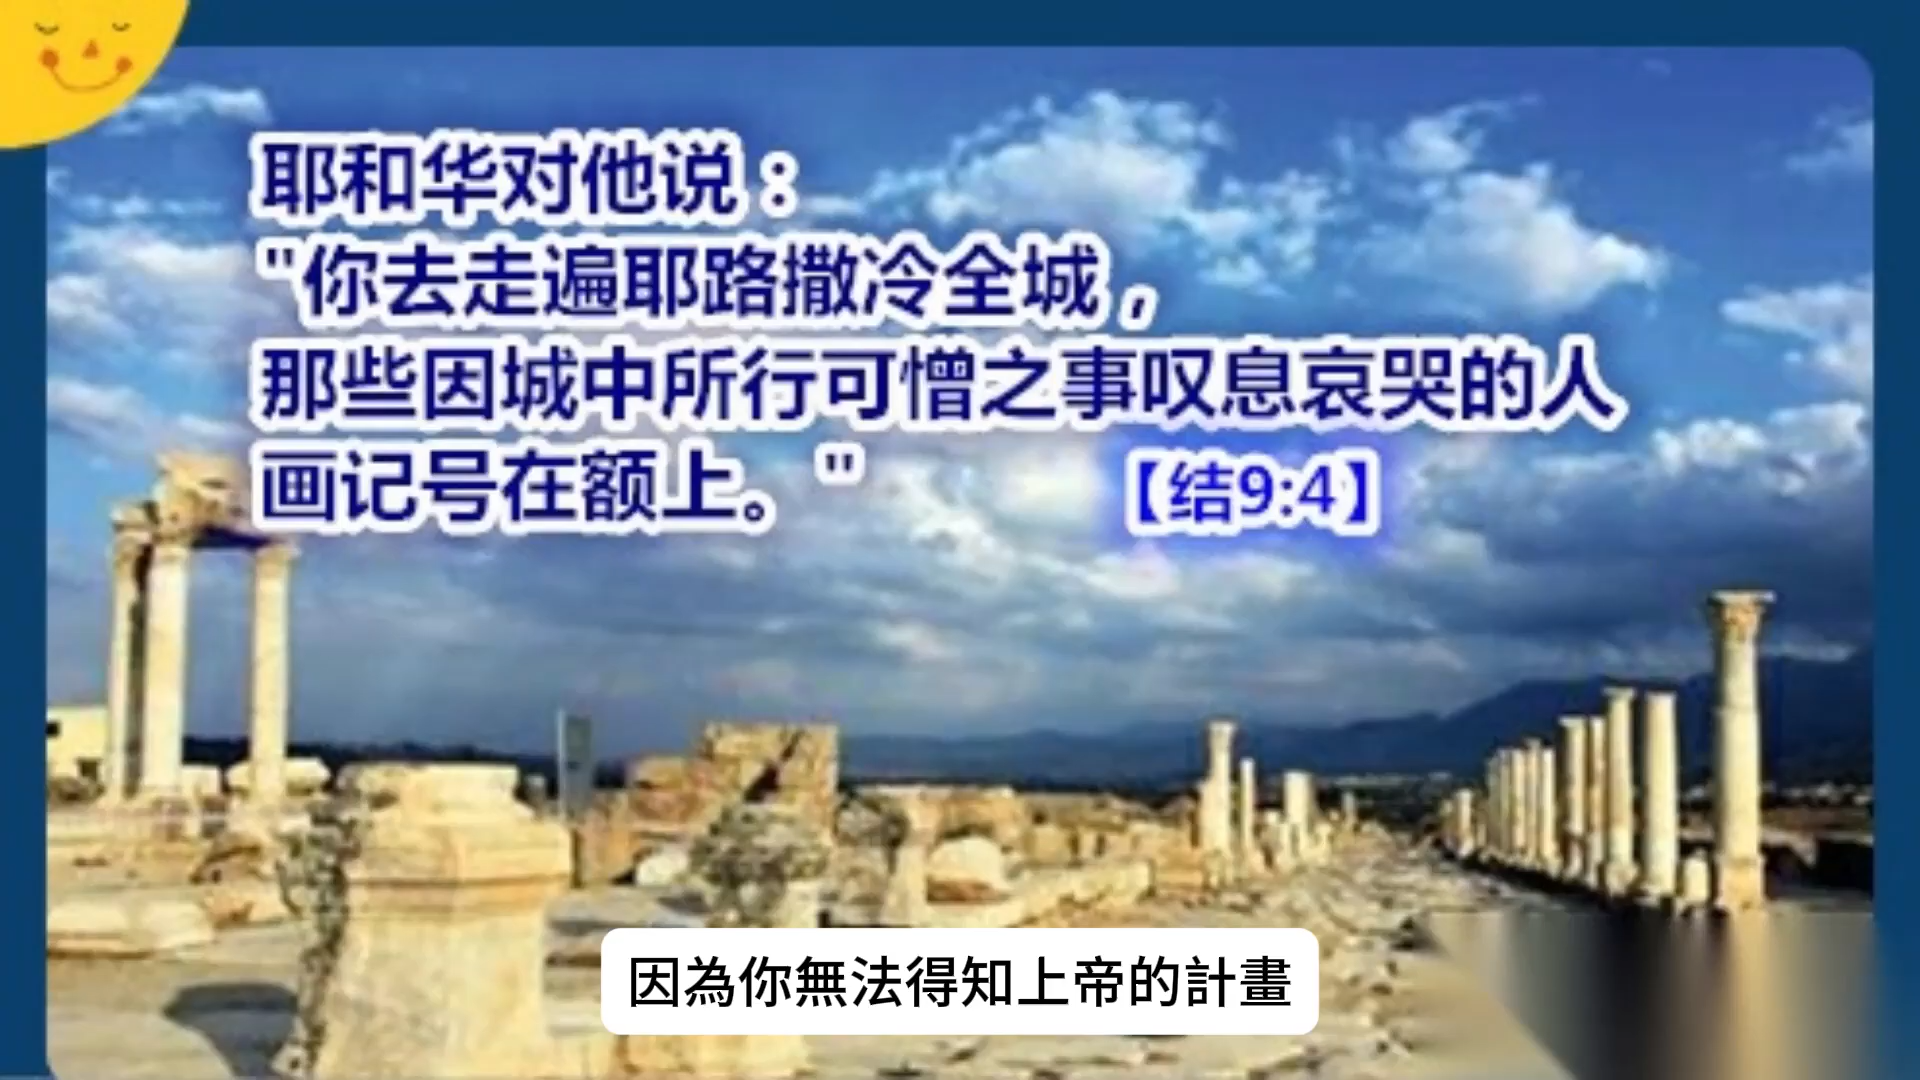 耶和华对他说：
"你去走遍耶路撒冷全城，
那些因城中所行可憎之事叹息哀哭的人
画记号在额上。"
【结9:4】
因為你無法得知上帝的計畫